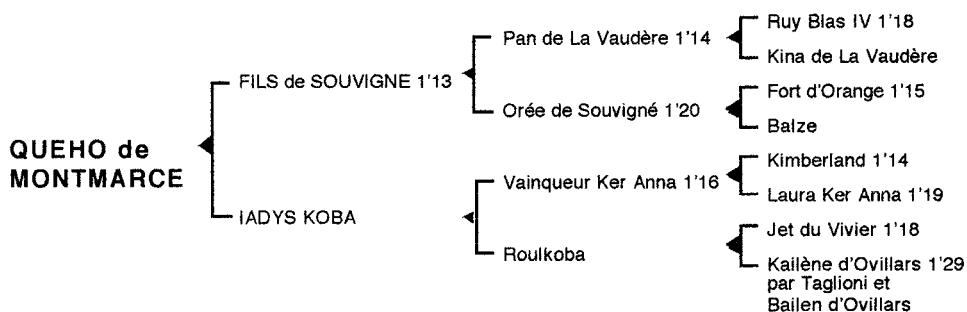 QUEHO de
MONTMARCE
FILS de SOUVIGNE 1'13
IADYS KOBA
Pan de La Vaudère 1'14
Orée de Souvigné 1'20
Vainqueur Ker Anna 1'16
Roulkoba
Ruy Blas IV 1'18
Kina de La Vaudère
Fort d'Orange 1'15
Balze
Kimberland 1'14
Laura Ker Anna 1'19
Jet du Vivier 1'18
Kailène d'Ovillars 1'29
par Taglioni et
Bailen d'Ovillars